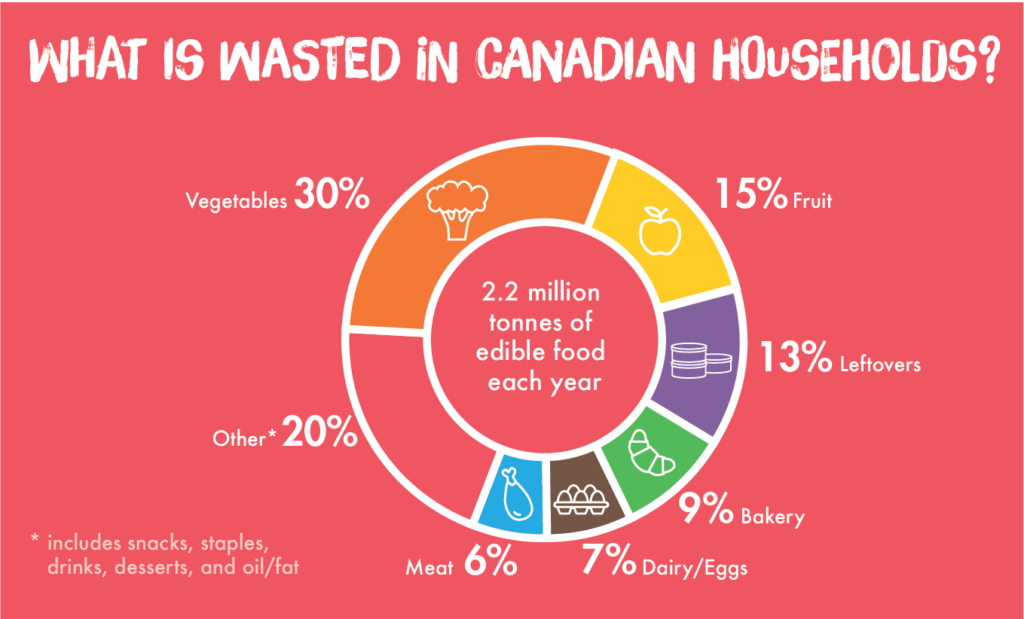 WHAT IS WASTED IN CANADIAN HOUSEHOLDS?
Vegetables 30%
15% Fruit
2.2 million
tonnes of
edible food
each year
13% Leftovers
Other* 20%
9% Bakery
Meat 6%
7% Dairy/Eggs
* includes snacks, staples,
drinks, desserts, and oil/fat